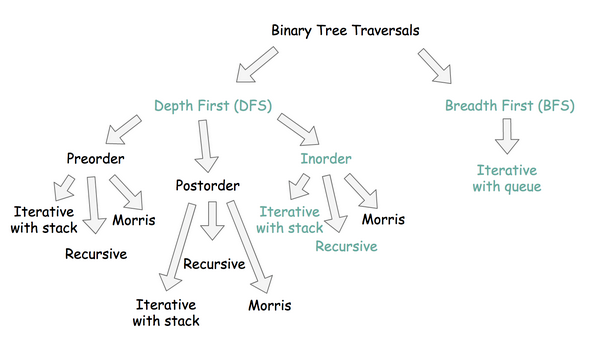 Binary Tree Traversals
Depth First (DFS)
Breadth First (BFS)
Preorder
Postorder
Inorder
Iterative
with queue
Iterative
with stack
Morris
Recursive
Iterative
with stack
Recursive
Morris
Iterative
with stack
Recursive
Morris